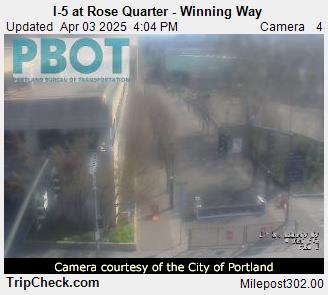 I-5 at Rose Quarter - Winning Way
Updated Apr 03 2025 4:04 PM Camera 4
PBOT
PORTLAND BUREAU OF TRANSPORTATION
Camera courtesy of the City of Portland
TripCheck.com Milepost302.00